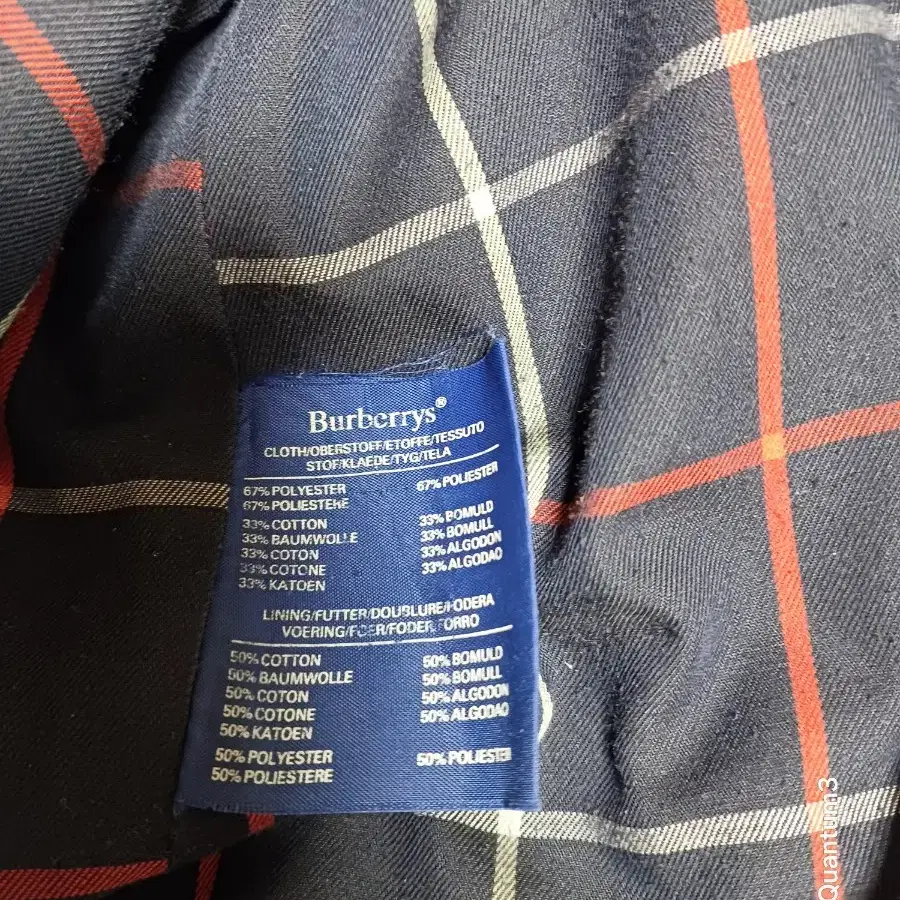 Burberrys®
CLOTH/OBERSTOFF/ETOFFE/TESSUTO
STOF/KLAEDE/TYG/TELA
67% POLYESTER 67% POLIESTER
67% POLIESTERE
33% COTTON 33% BOMULD
33% BAUMWOLLE 33% BOMULL
33% COTON 33% ALGODON
33% COTONE 33% ALGODAO
33% KATOEN
LINING/FUTTER/DOUBLURE/FODERA
VOERING/FOER/FODER/FORRO
50% COTTON 50% BOMULD
50% BAUMWOLLE 50% BOMULL
50% COTON 50% ALGODON
50% COTONE 50% ALGODAO
50% KATOEN
50% POLYESTER 50% POLIESTER
50% POLIESTERE
Quantum3